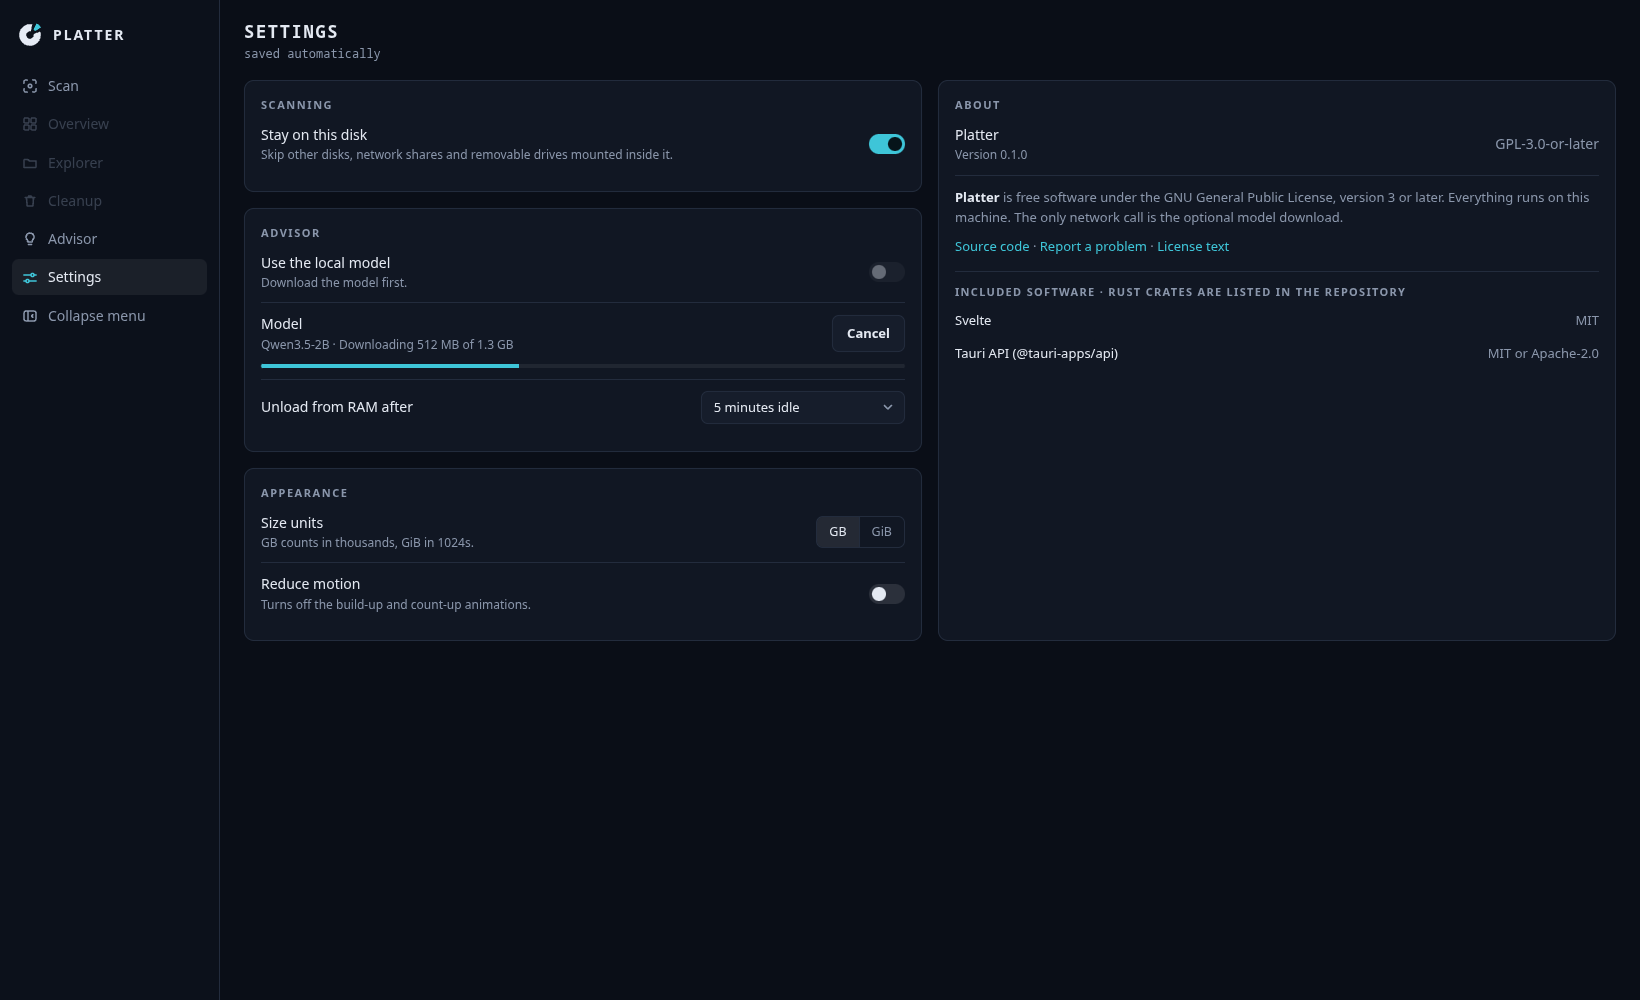 PLATTER
Scan
Overview
Explorer
Cleanup
Advisor
Settings
Collapse menu
SETTINGS
saved automatically
SCANNING
Stay on this disk
Skip other disks, network shares and removable drives mounted inside it.
ADVISOR
Use the local model
Download the model first.
Model
Qwen3.5-2B · Downloading 512 MB of 1.3 GB
Cancel
Unload from RAM after
5 minutes idle
APPEARANCE
Size units
GB counts in thousands, GiB in 1024s.
GB GiB
Reduce motion
Turns off the build-up and count-up animations.
ABOUT
Platter
Version 0.1.0
GPL-3.0-or-later
Platter is free software under the GNU General Public License, version 3 or later. Everything runs on this
machine. The only network call is the optional model download.
Source code · Report a problem · License text
INCLUDED SOFTWARE · RUST CRATES ARE LISTED IN THE REPOSITORY
Svelte MIT
Tauri API (@tauri-apps/api) MIT or Apache-2.0